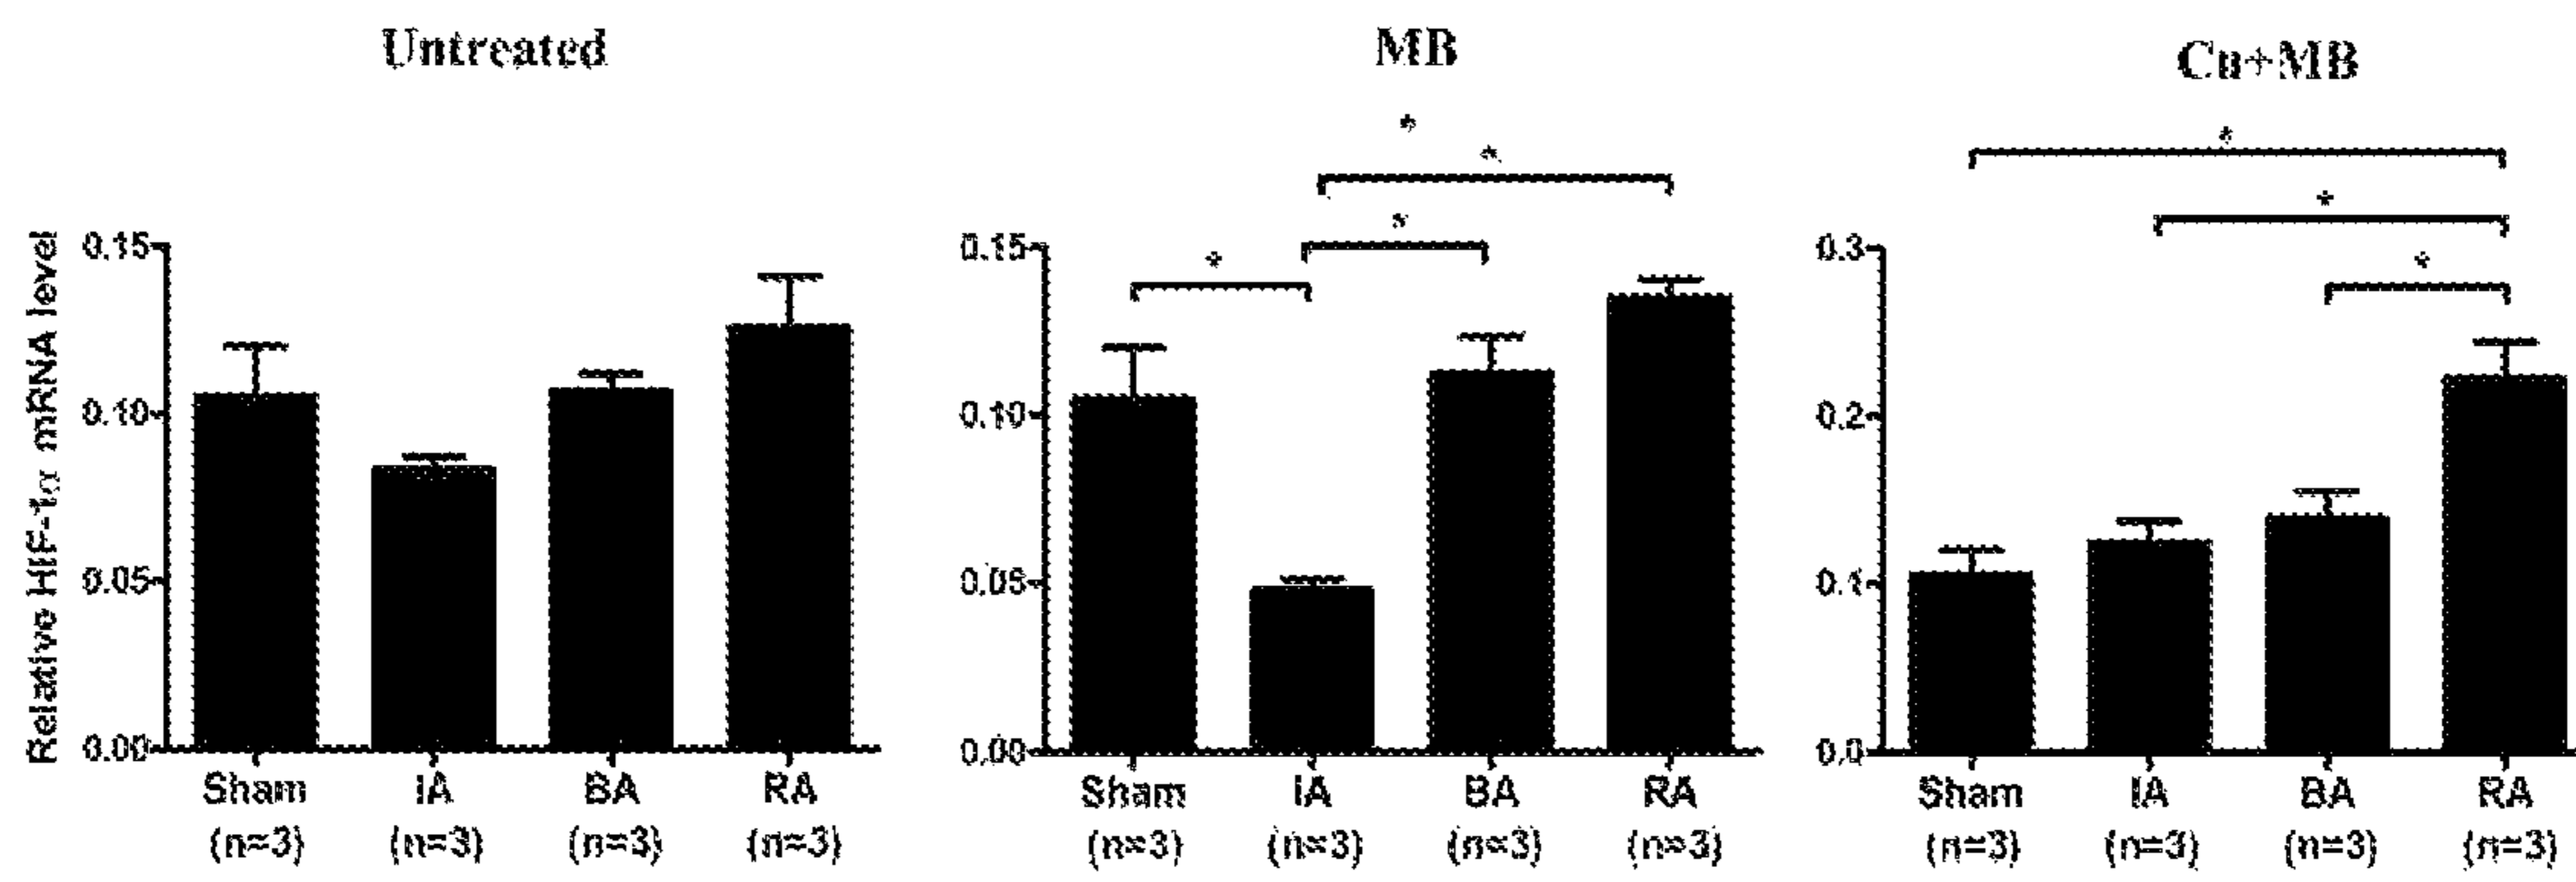 Untreated
MB
Cu+MB
*
*
*
*
*
*
*
*
Relative HIF-1α mRNA level
0.15
0.10
0.05
0.00
Sham IA BA RA
(n=3) (n=3) (n=3) (n=3)
0.15
0.10
0.05
0.00
Sham IA BA RA
(n=3) (n=3) (n=3) (n=3)
0.3
0.2
0.1
0.0
Sham IA BA RA
(n=3) (n=3) (n=3) (n=3)